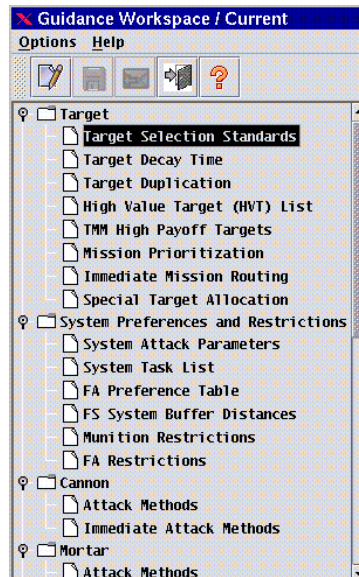 Guidance Workspace / Current
Options Help
Target
Target Selection Standards
Target Decay Time
Target Duplication
High Value Target (HVT) List
TMM High Payoff Targets
Mission Prioritization
Immediate Mission Routing
Special Target Allocation
System Preferences and Restrictions
System Attack Parameters
System Task List
FA Preference Table
FS System Buffer Distances
Munition Restrictions
FA Restrictions
Cannon
Attack Methods
Immediate Attack Methods
Mortar
Attack Methods